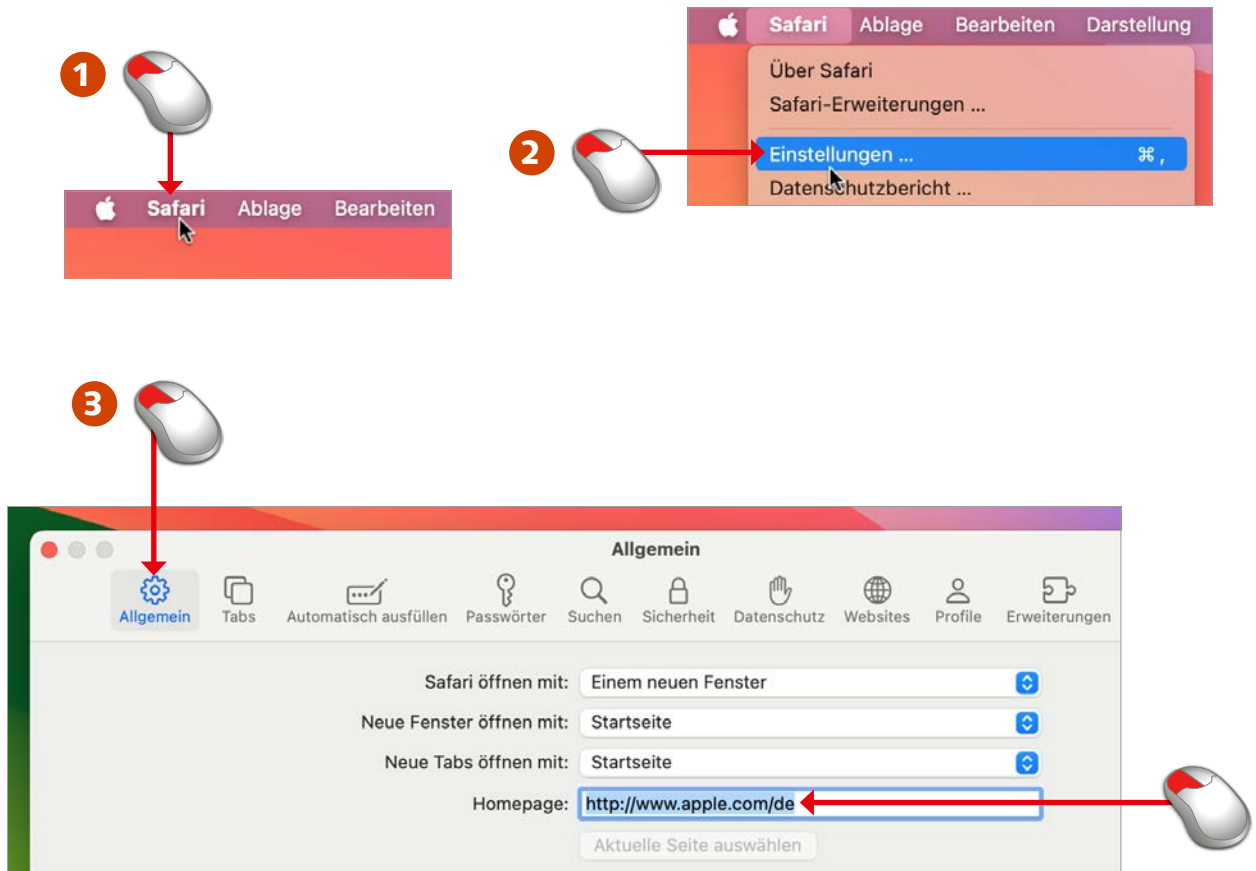 1
Safari Ablage Bearbeiten
2
Safari Ablage Bearbeiten Darstellung
Über Safari
Safari-Erweiterungen ...
Einstellungen ... ⌘ ,
Datenschutzbericht ...
3
Allgemein
Allgemein Tabs Automatisch ausfüllen Passwörter Suchen Sicherheit Datenschutz Websites Profile Erweiterungen
Safari öffnen mit: Einem neuen Fenster
Neue Fenster öffnen mit: Startseite
Neue Tabs öffnen mit: Startseite
Homepage: http://www.apple.com/de
Aktuelle Seite auswählen